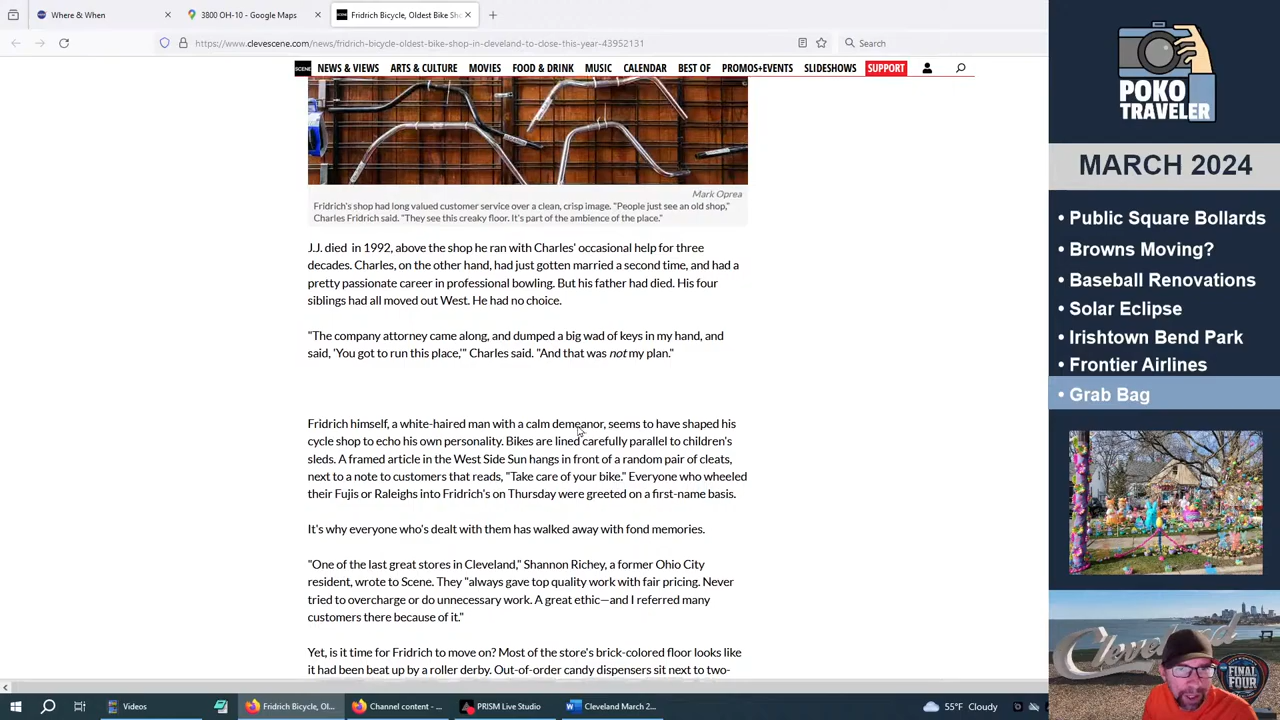 Where & When
3800 OH-10 - Google Maps
Fridrich Bicycle, Oldest Bike Sh
https://www.clevescene.com/news/fridrich-bicycle-oldest-bike-shop-in-cleveland-to-close-this-year-43952131
Search
SCENE NEWS & VIEWS ARTS & CULTURE MOVIES FOOD & DRINK MUSIC CALENDAR BEST OF PROMOS+EVENTS SLIDESHOWS SUPPORT
Mark Oprea
Fridrich's shop had long valued customer service over a clean, crisp image. "People just see an old shop,"
Charles Fridrich said. "They see this creaky floor. It's part of the ambience of the place."
J.J. died in 1992, above the shop he ran with Charles' occasional help for three
decades. Charles, on the other hand, had just gotten married a second time, and had a
pretty passionate career in professional bowling. But his father had died. His four
siblings had all moved out West. He had no choice.
"The company attorney came along, and dumped a big wad of keys in my hand, and
said, 'You got to run this place,'" Charles said. "And that was not my plan."
Fridrich himself, a white-haired man with a calm demeanor, seems to have shaped his
cycle shop to echo his own personality. Bikes are lined carefully parallel to children's
sleds. A framed article in the West Side Sun hangs in front of a random pair of cleats,
next to a note to customers that reads, "Take care of your bike." Everyone who wheeled
their Fujis or Raleighs into Fridrich's on Thursday were greeted on a first-name basis.
It's why everyone who's dealt with them has walked away with fond memories.
"One of the last great stores in Cleveland," Shannon Richey, a former Ohio City
resident, wrote to Scene. They "always gave top quality work with fair pricing. Never
tried to overcharge or do unnecessary work. A great ethic—and I referred many
customers there because of it."
Yet, is it time for Fridrich to move on? Most of the store's brick-colored floor looks like
it had been beat up by a roller derby. Out-of-order candy dispensers sit next to two-
POKO
TRAVELER
MARCH 2024
• Public Square Bollards
• Browns Moving?
• Baseball Renovations
• Solar Eclipse
• Irishtown Bend Park
• Frontier Airlines
• Grab Bag
Cleveland
FINAL
FOUR
Videos
Fridrich Bicycle, Ol...
Channel content - ...
PRISM Live Studio
Cleveland March 2...
55°F Cloudy